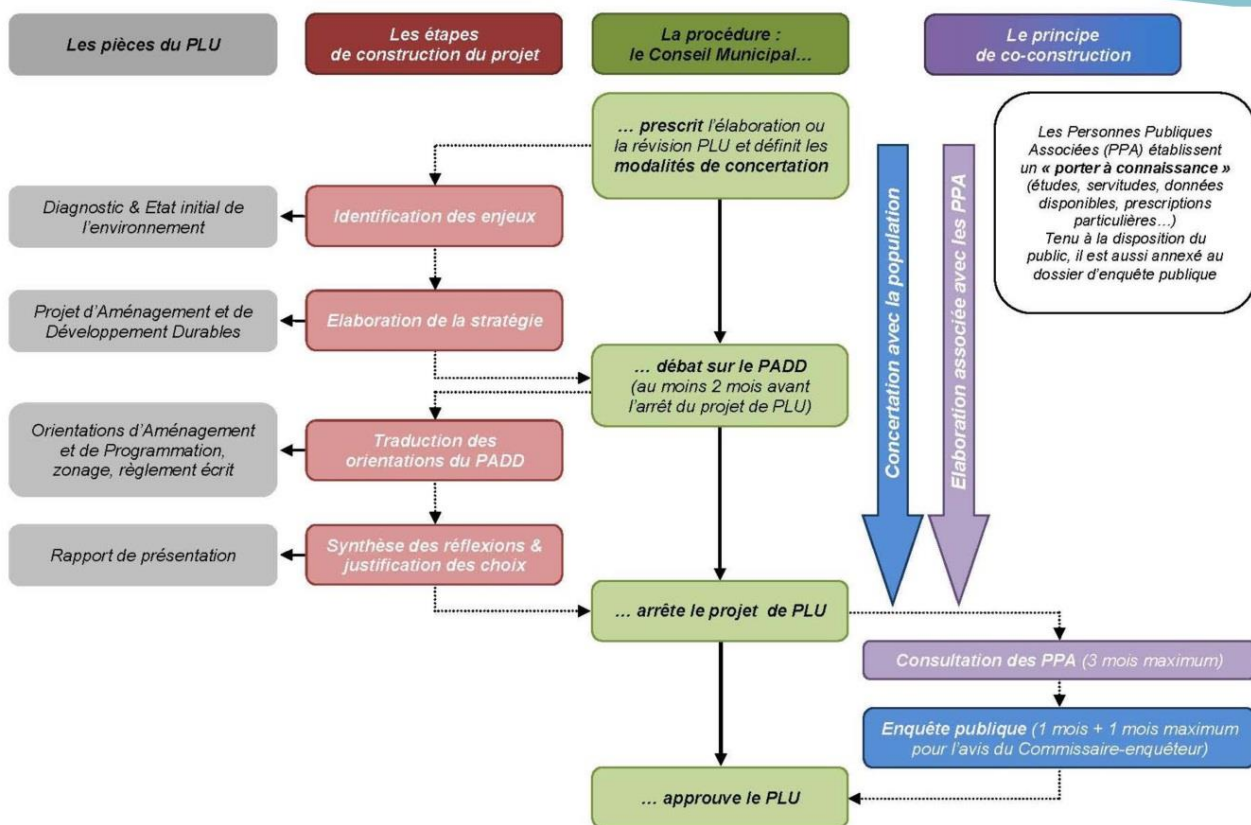 Les pièces du PLU
Les étapes
de construction du projet
La procédure :
le Conseil Municipal…
Le principe
de co-construction
… prescrit l'élaboration ou
la révision PLU et définit les
modalités de concertation
Les Personnes Publiques
Associées (PPA) établissent
un « porter à connaissance »
(études, servitudes, données
disponibles, prescriptions
particulières…)
Tenu à la disposition du
public, il est aussi annexé au
dossier d'enquête publique
Diagnostic & Etat initial de
l'environnement
Identification des enjeux
Projet d'Aménagement et de
Développement Durables
Elaboration de la stratégie
… débat sur le PADD
(au moins 2 mois avant
l'arrêt du projet de PLU)
Concertation avec la population
Elaboration associée avec les PPA
Orientations d'Aménagement
et de Programmation,
zonage, règlement écrit
Traduction des
orientations du PADD
Rapport de présentation
Synthèse des réflexions &
justification des choix
… arrête le projet de PLU
Consultation des PPA (3 mois maximum)
Enquête publique (1 mois + 1 mois maximum
pour l'avis du Commissaire-enquêteur)
… approuve le PLU